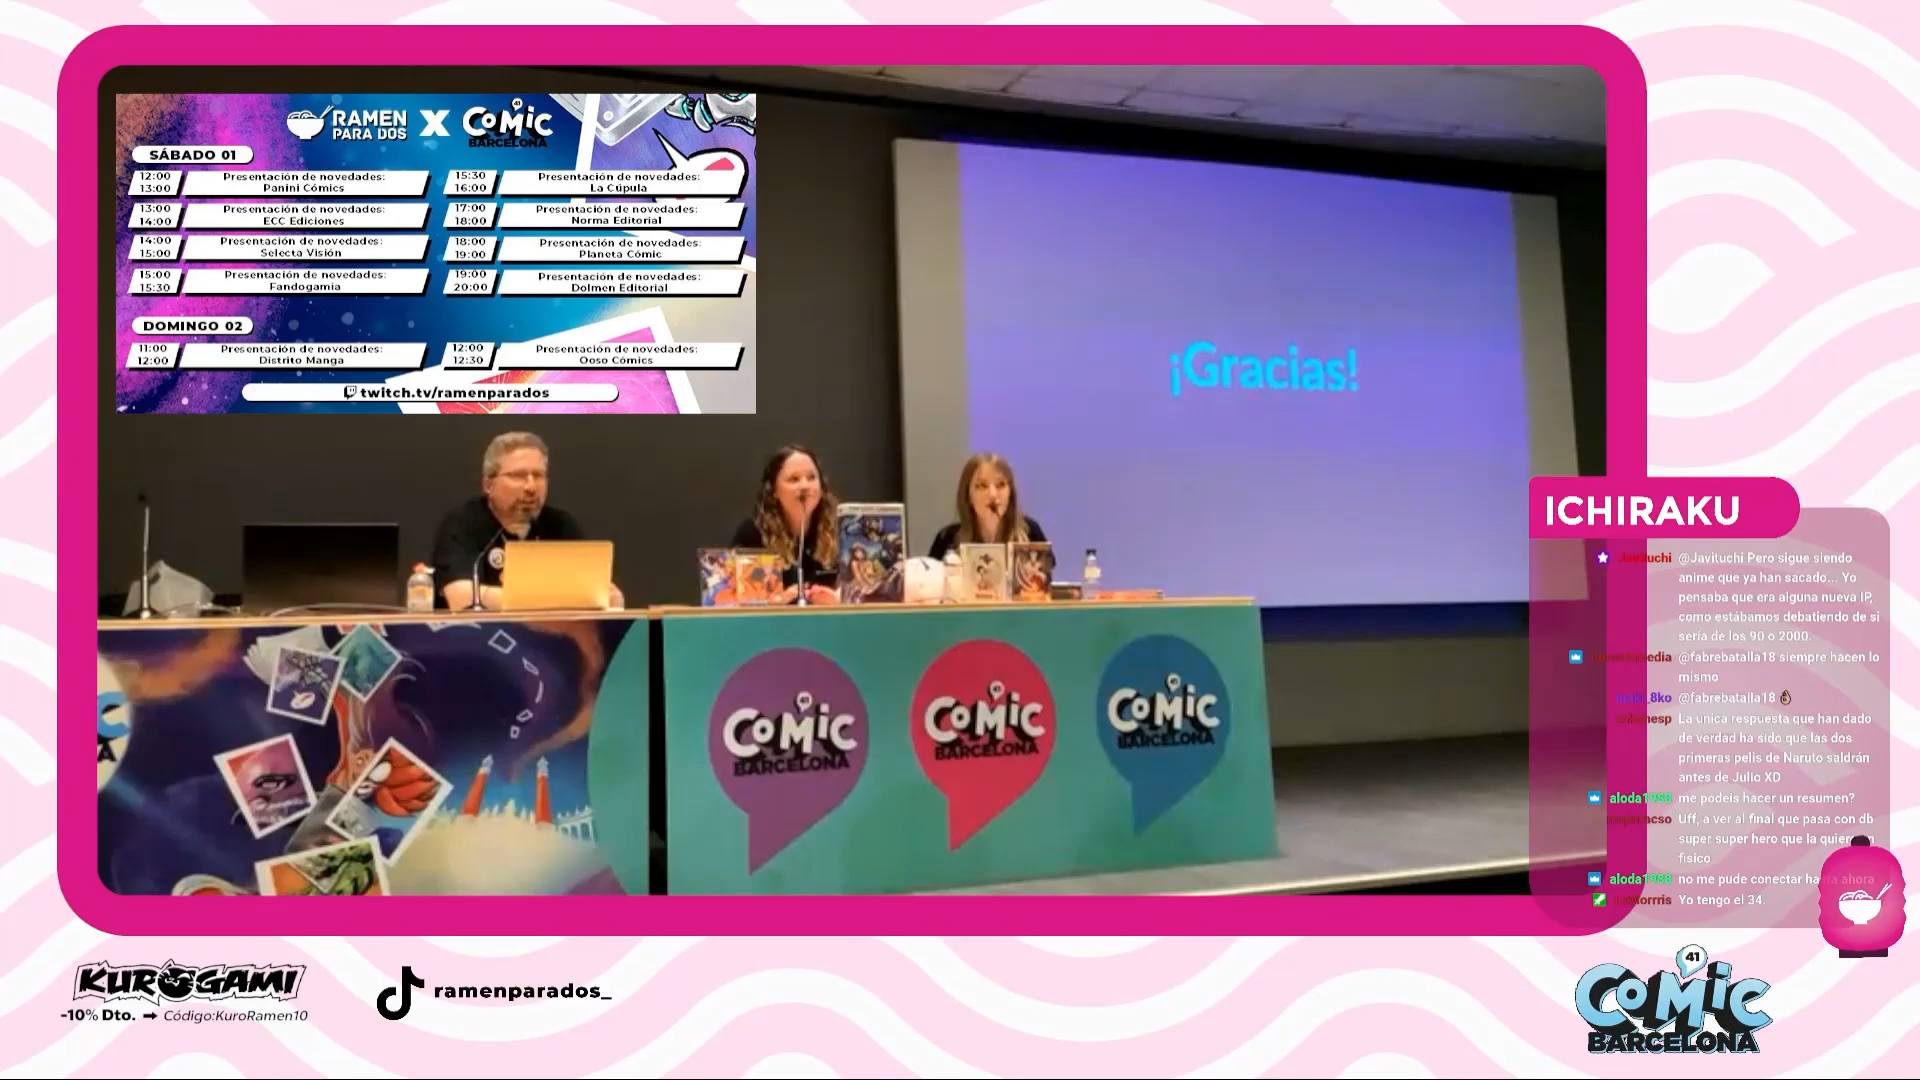 RAMEN
PARA DOS
X
41
COMIC
BARCELONA
SÁBADO 01
12:00
13:00
Presentación de novedades:
Panini Cómics
13:00
14:00
Presentación de novedades:
ECC Ediciones
14:00
15:00
Presentación de novedades:
Selecta Visión
15:00
15:30
Presentación de novedades:
Fandogamia
15:30
16:00
Presentación de novedades:
La Cúpula
17:00
18:00
Presentación de novedades:
Norma Editorial
18:00
19:00
Presentación de novedades:
Planeta Cómic
19:00
20:00
Presentación de novedades:
Dolmen Editorial
DOMINGO 02
11:00
12:00
Presentación de novedades:
Distrito Manga
12:00
12:30
Presentación de novedades:
Ooso Cómics
twitch.tv/ramenparados
¡Gracias!
41
COMIC
BARCELONA
41
COMIC
BARCELONA
41
COMIC
BARCELONA
ICHIRAKU
@Javituchi Pero sigue siendo
anime que ya han sacado... Yo
pensaba que era alguna nueva IP,
como estábamos debatiendo de si
sería de los 90 o 2000.
@fabrebatalla18 siempre hacen lo
mismo
@fabrebatalla18
La unica respuesta que han dado
de verdad ha sido que las dos
primeras pelis de Naruto saldrán
antes de Julio XD
aloda1988 me podeis hacer un resumen?
Uff, a ver al final que pasa con db
super super hero que la quiero en
fisico
aloda1988 no me pude conectar hasta ahora
Yo tengo el 34.
KUROGAMI
-10% Dto. → Código:KuroRamen10
ramenparados_
41
COMIC
BARCELONA